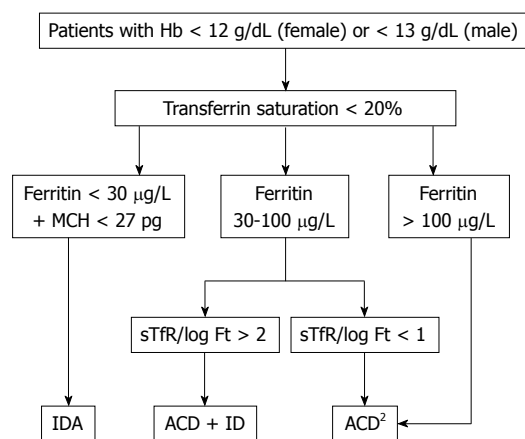 Patients with Hb < 12 g/dL (female) or < 13 g/dL (male)
Transferrin saturation < 20%
Ferritin < 30 μg/L
+ MCH < 27 pg
Ferritin
30-100 μg/L
Ferritin
> 100 μg/L
sTfR/log Ft > 2
sTfR/log Ft < 1
IDA
ACD + ID
ACD²